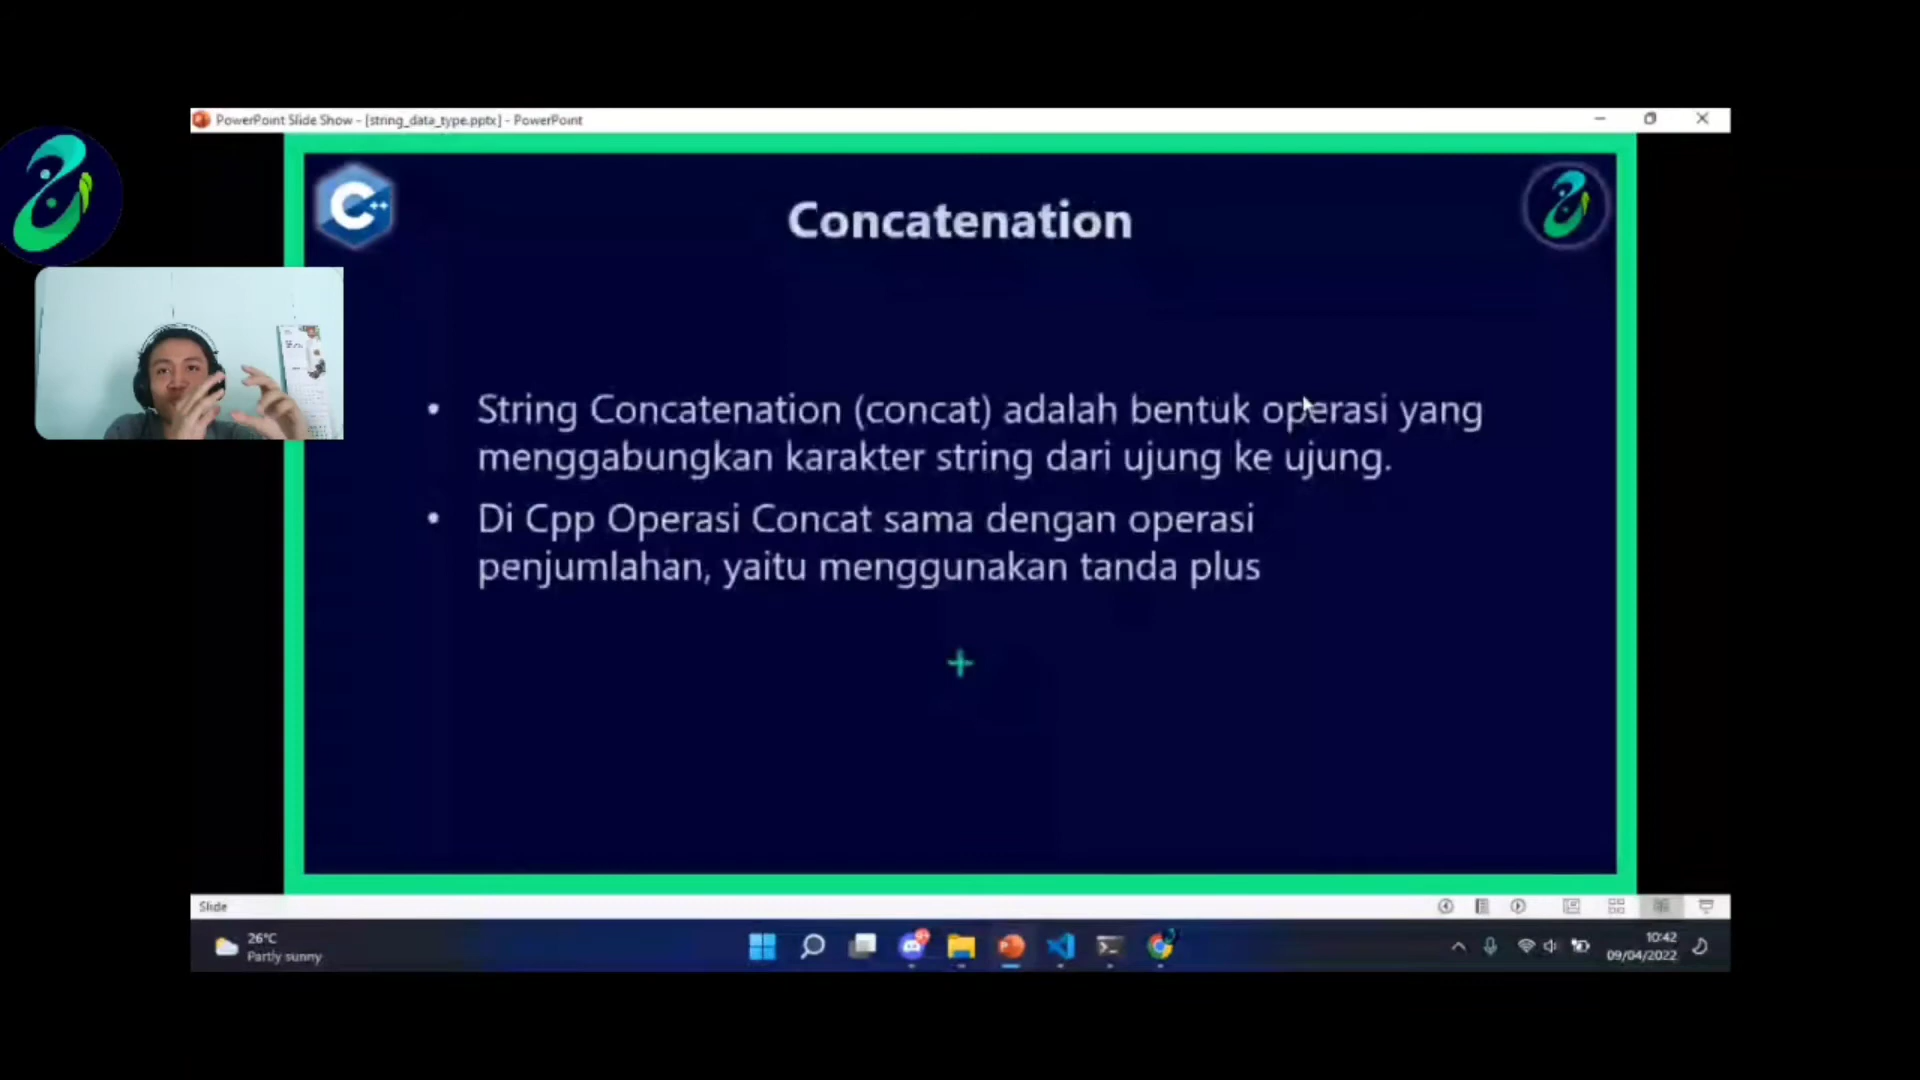 PowerPoint Slide Show - [string_data_type.pptx] - PowerPoint
C++
Concatenation
• String Concatenation (concat) adalah bentuk operasi yang
menggabungkan karakter string dari ujung ke ujung.
• Di Cpp Operasi Concat sama dengan operasi
penjumlahan, yaitu menggunakan tanda plus
+
Slide
26°C
Partly sunny
10:42
09/04/2022